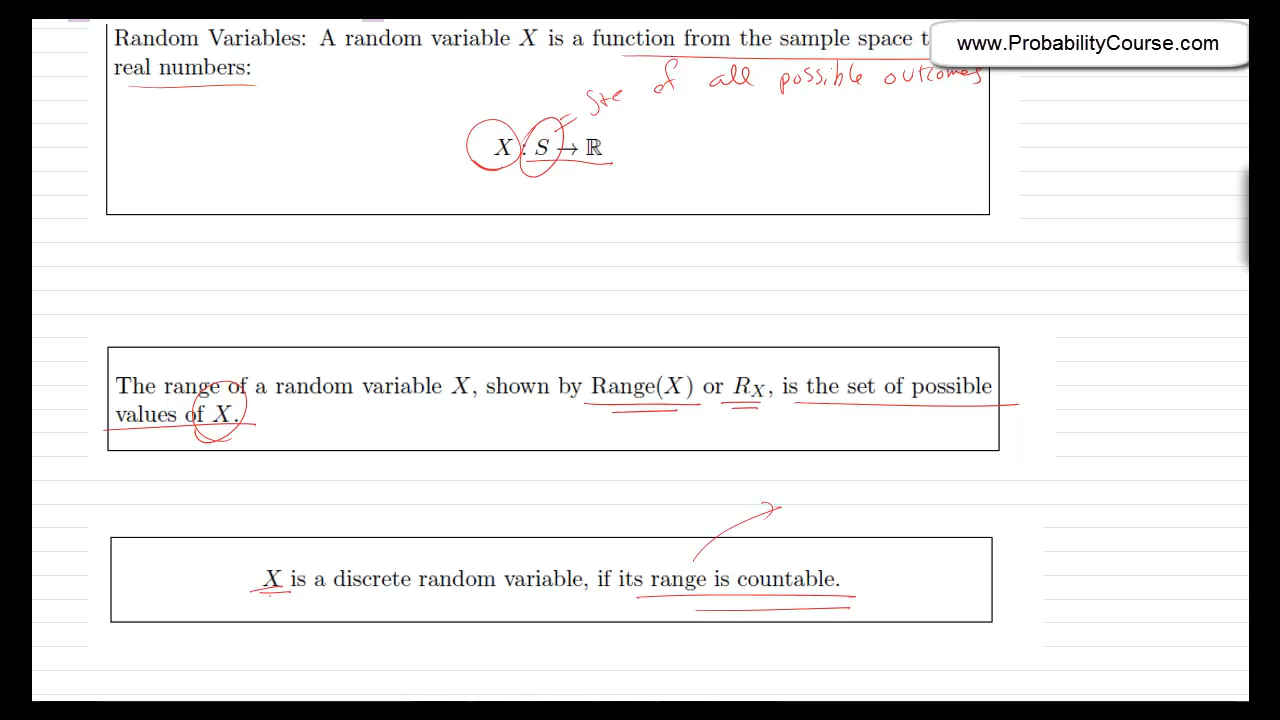 Random Variables: A random variable X is a function from the sample space t
www.ProbabilityCourse.com
real numbers:
of all possible outcomes
X : S → ℝ
The range of a random variable X, shown by Range(X) or R_X, is the set of possible
values of X.
X is a discrete random variable, if its range is countable.